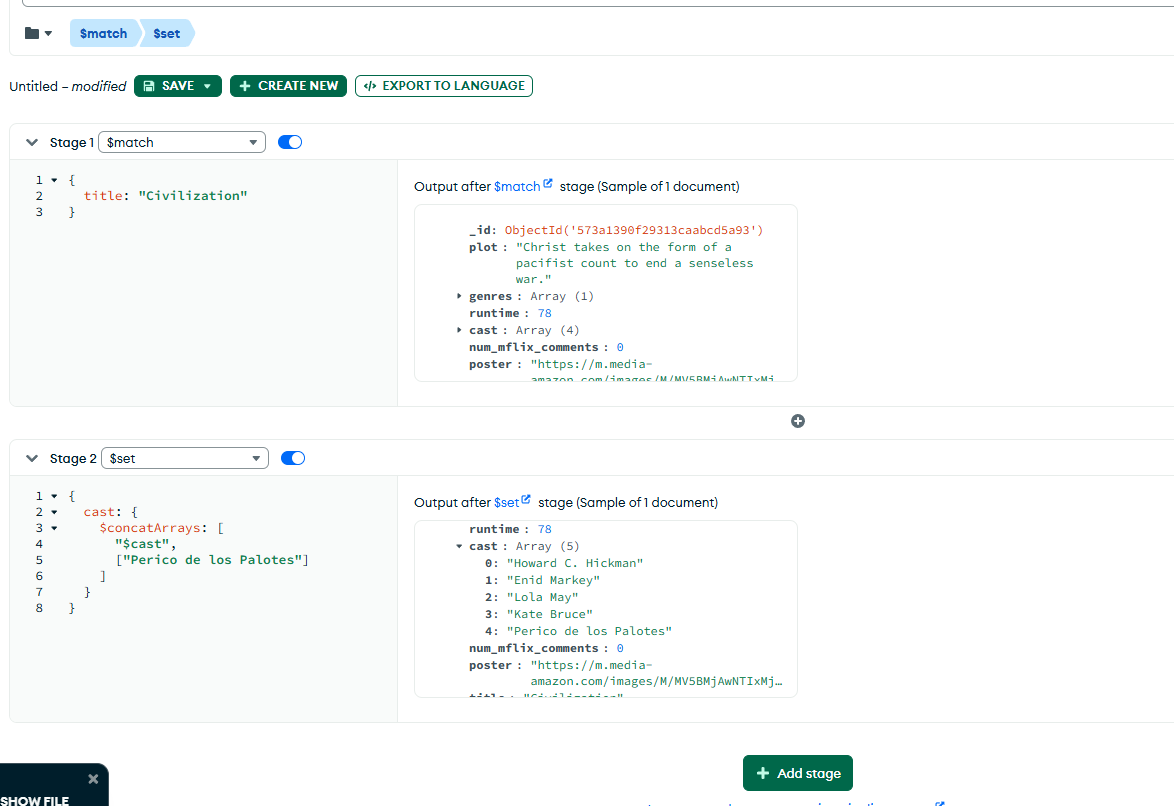 $match $set
Untitled – modified SAVE CREATE NEW EXPORT TO LANGUAGE
Stage 1 $match
1 {
2 title: "Civilization"
3 }
Output after $match stage (Sample of 1 document)
_id: ObjectId('573a1390f29313caabcd5a93')
plot : "Christ takes on the form of a
pacifist count to end a senseless
war."
genres : Array (1)
runtime : 78
cast : Array (4)
num_mflix_comments : 0
poster : "https://m.media-
amazon.com/images/M/MV5BMjAwNTIxMj
Stage 2 $set
1 {
2 cast: {
3 $concatArrays: [
4 "$cast",
5 ["Perico de los Palotes"]
6 ]
7 }
8 }
Output after $set stage (Sample of 1 document)
runtime : 78
cast : Array (5)
0: "Howard C. Hickman"
1: "Enid Markey"
2: "Lola May"
3: "Kate Bruce"
4: "Perico de los Palotes"
num_mflix_comments : 0
poster : "https://m.media-
amazon.com/images/M/MV5BMjAwNTIxMj…
title : "Civilization"
Add stage
SHOW FILE